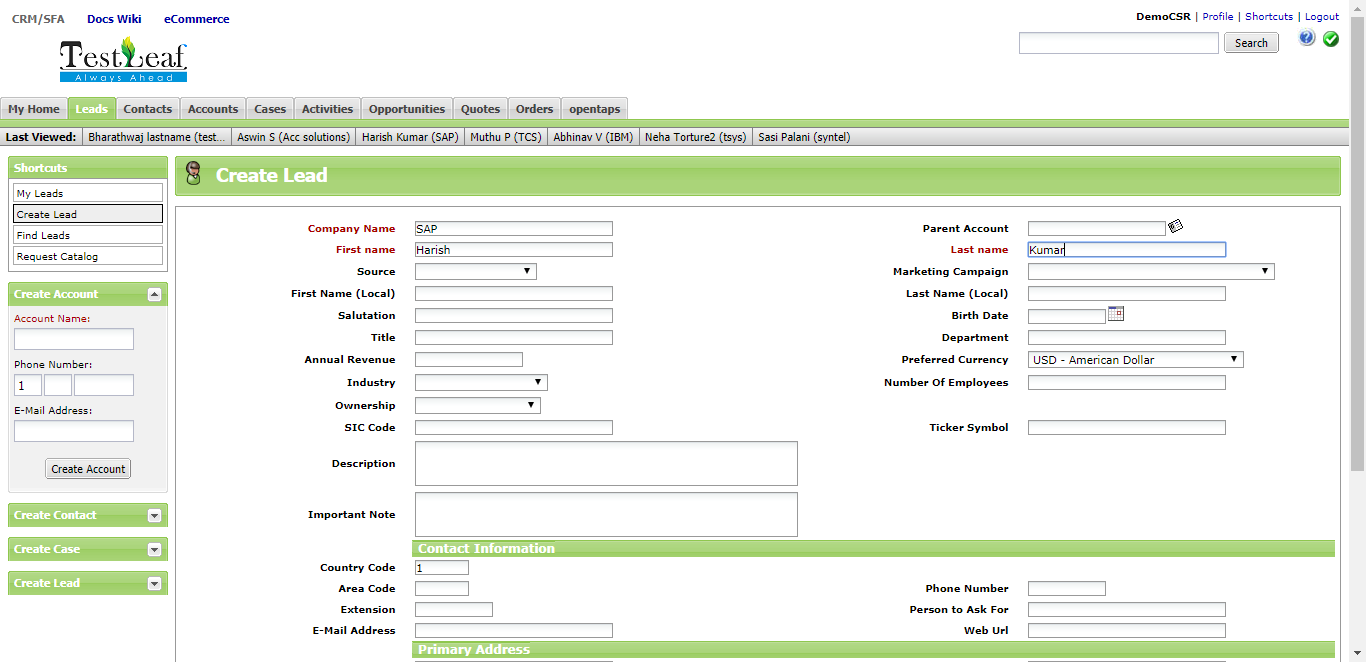 CRM/SFA Docs Wiki eCommerce
DemoCSR | Profile | Shortcuts | Logout
TestLeaf
Always Ahead
Search
My Home Leads Contacts Accounts Cases Activities Opportunities Quotes Orders opentaps
Last Viewed: Bharathwaj lastname (test... Aswin S (Acc solutions) Harish Kumar (SAP) Muthu P (TCS) Abhinav V (IBM) Neha Torture2 (tsys) Sasi Palani (syntel)
Shortcuts
My Leads
Create Lead
Find Leads
Request Catalog
Create Account
Account Name:
Phone Number:
1
E-Mail Address:
Create Account
Create Contact
Create Case
Create Lead
Create Lead
Company Name SAP Parent Account
First name Harish Last name Kumar
Source Marketing Campaign
First Name (Local) Last Name (Local)
Salutation Birth Date
Title Department
Annual Revenue Preferred Currency USD - American Dollar
Industry Number Of Employees
Ownership
SIC Code Ticker Symbol
Description
Important Note
Contact Information
Country Code 1
Area Code Phone Number
Extension Person to Ask For
E-Mail Address Web Url
Primary Address